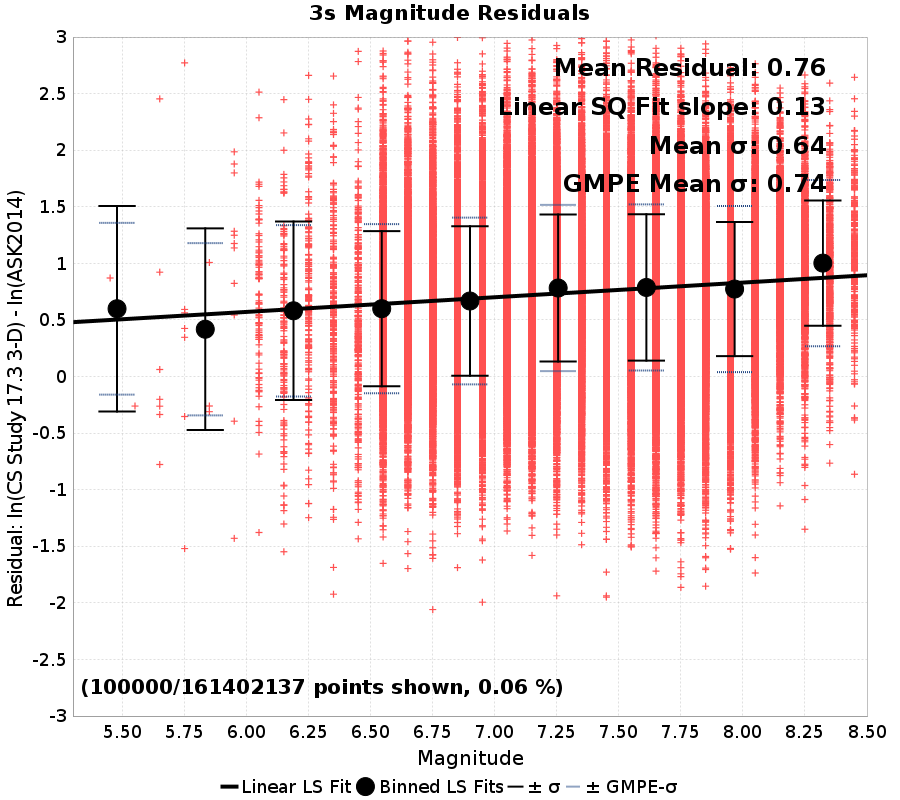 3s Magnitude Residuals
Residual: ln(CS Study 17.3 3-D) - ln(ASK2014)
3
2.5
2
1.5
1
0.5
0
-0.5
-1
-1.5
-2
-2.5
-3
Mean Residual: 0.76
Linear SQ Fit slope: 0.13
Mean σ: 0.64
GMPE Mean σ: 0.74
(100000/161402137 points shown, 0.06 %)
5.50 5.75 6.00 6.25 6.50 6.75 7.00 7.25 7.50 7.75 8.00 8.25 8.50
Magnitude
Linear LS Fit Binned LS Fits ± σ ± GMPE-σ